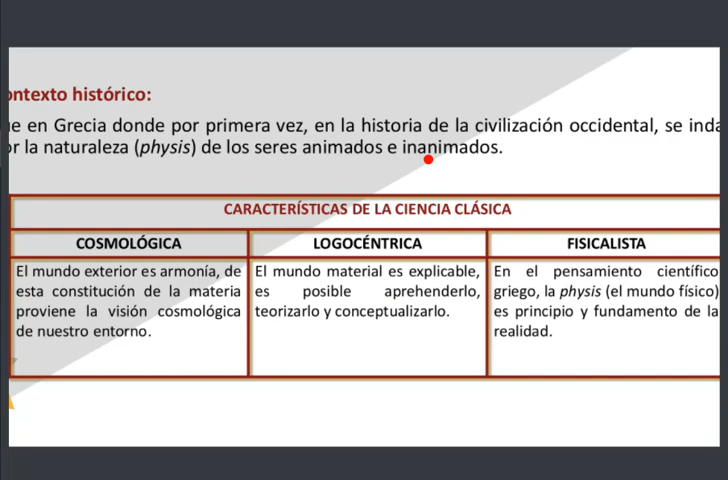 ontexto histórico:
ue en Grecia donde por primera vez, en la historia de la civilización occidental, se inda
or la naturaleza (physis) de los seres animados e inanimados.
CARACTERÍSTICAS DE LA CIENCIA CLÁSICA
COSMOLÓGICA
El mundo exterior es armonía, de
esta constitución de la materia
proviene la visión cosmológica
de nuestro entorno.
LOGOCÉNTRICA
El mundo material es explicable,
es posible aprehenderlo,
teorizarlo y conceptualizarlo.
FISICALISTA
En el pensamiento científico
griego, la physis (el mundo físico)
es principio y fundamento de la
realidad.